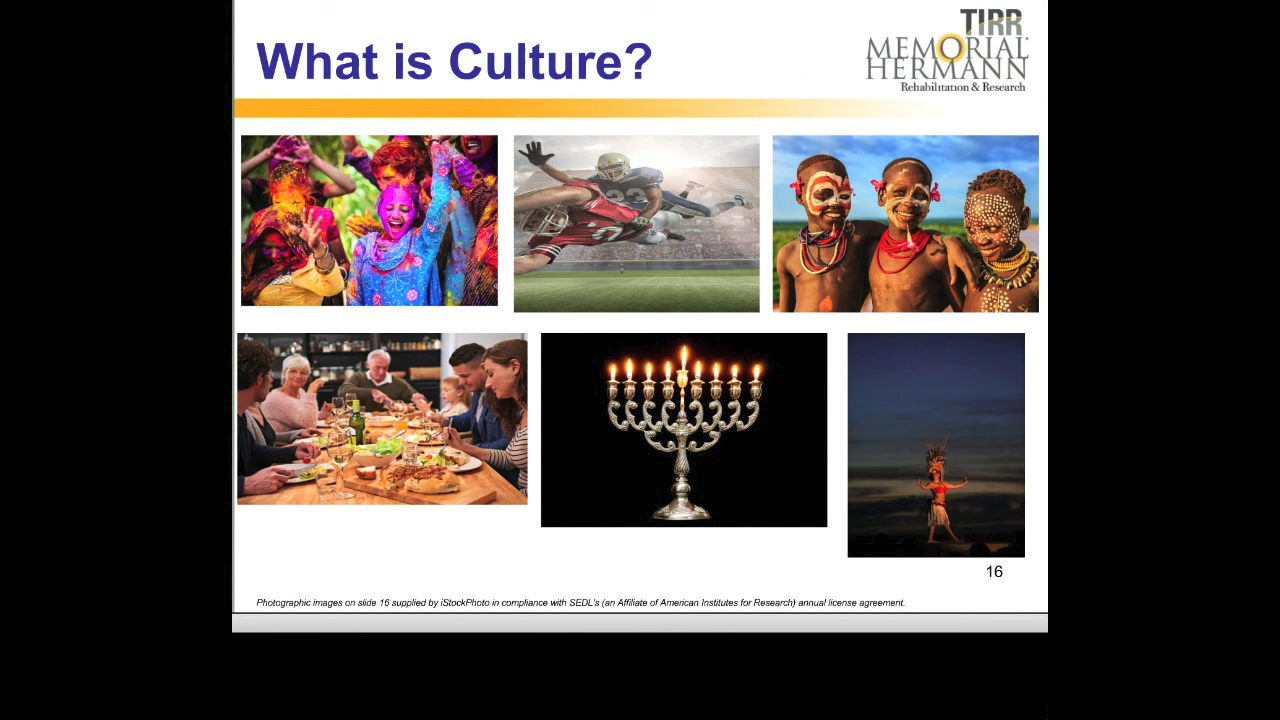 What is Culture?
TIRR
MEMORIAL
HERMANN
Rehabilitation & Research
16
Photographic images on slide 16 supplied by iStockPhoto in compliance with SEDL's (an Affiliate of American Institutes for Research) annual license agreement.